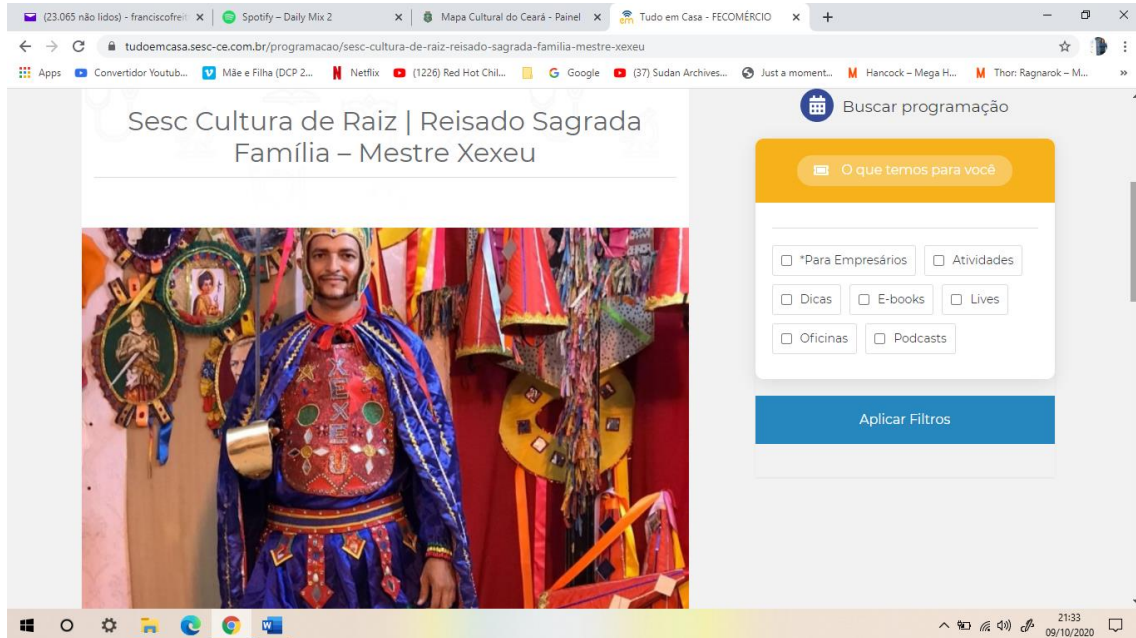 (23.065 não lidos) - franciscofreit
Spotify – Daily Mix 2
Mapa Cultural do Ceará - Painel
em
Tudo em Casa - FECOMÉRCIO
tudoemcasa.sesc-ce.com.br/programacao/sesc-cultura-de-raiz-reisado-sagrada-familia-mestre-xexeu
Apps
Convertidor Youtub...
Mãe e Filha (DCP 2...
Netflix
(1226) Red Hot Chil...
Google
(37) Sudan Archives...
Just a moment...
Hancock – Mega H...
Thor: Ragnarok – M...
Sesc Cultura de Raiz | Reisado Sagrada
Família – Mestre Xexeu
XEXEU
Buscar programação
O que temos para você
*Para Empresários
Atividades
Dicas
E-books
Lives
Oficinas
Podcasts
Aplicar Filtros
21:33
09/10/2020